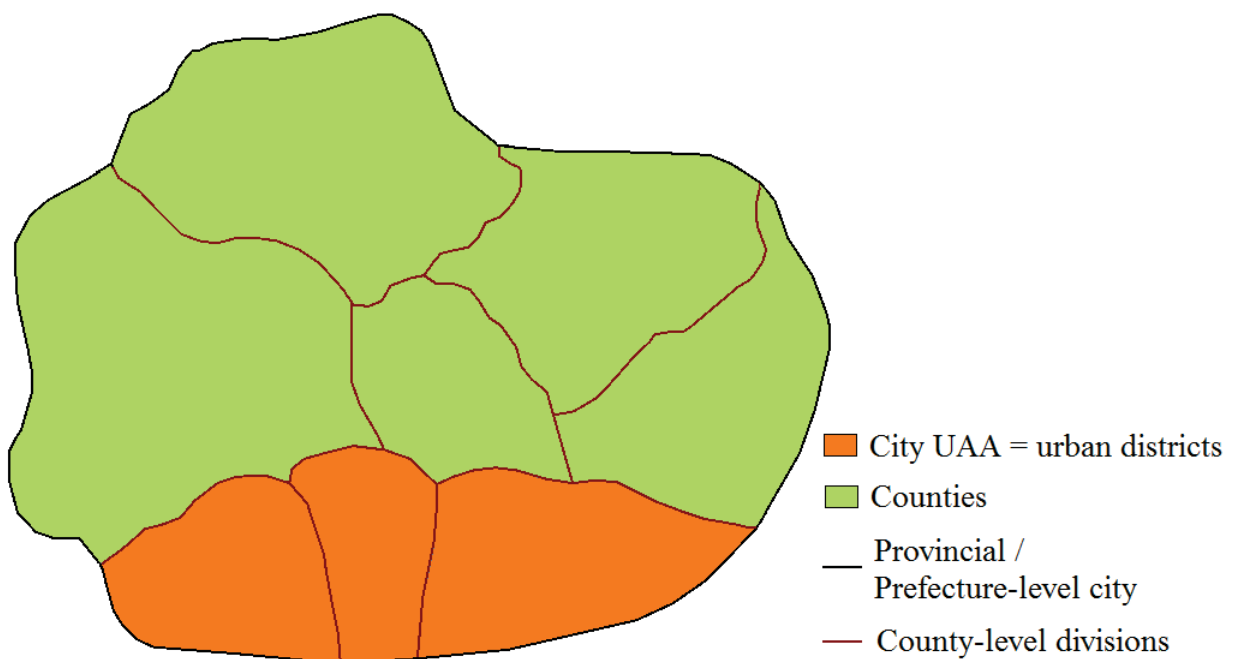 City UAA = urban districts
Counties
Provincial /
Prefecture-level city
County-level divisions